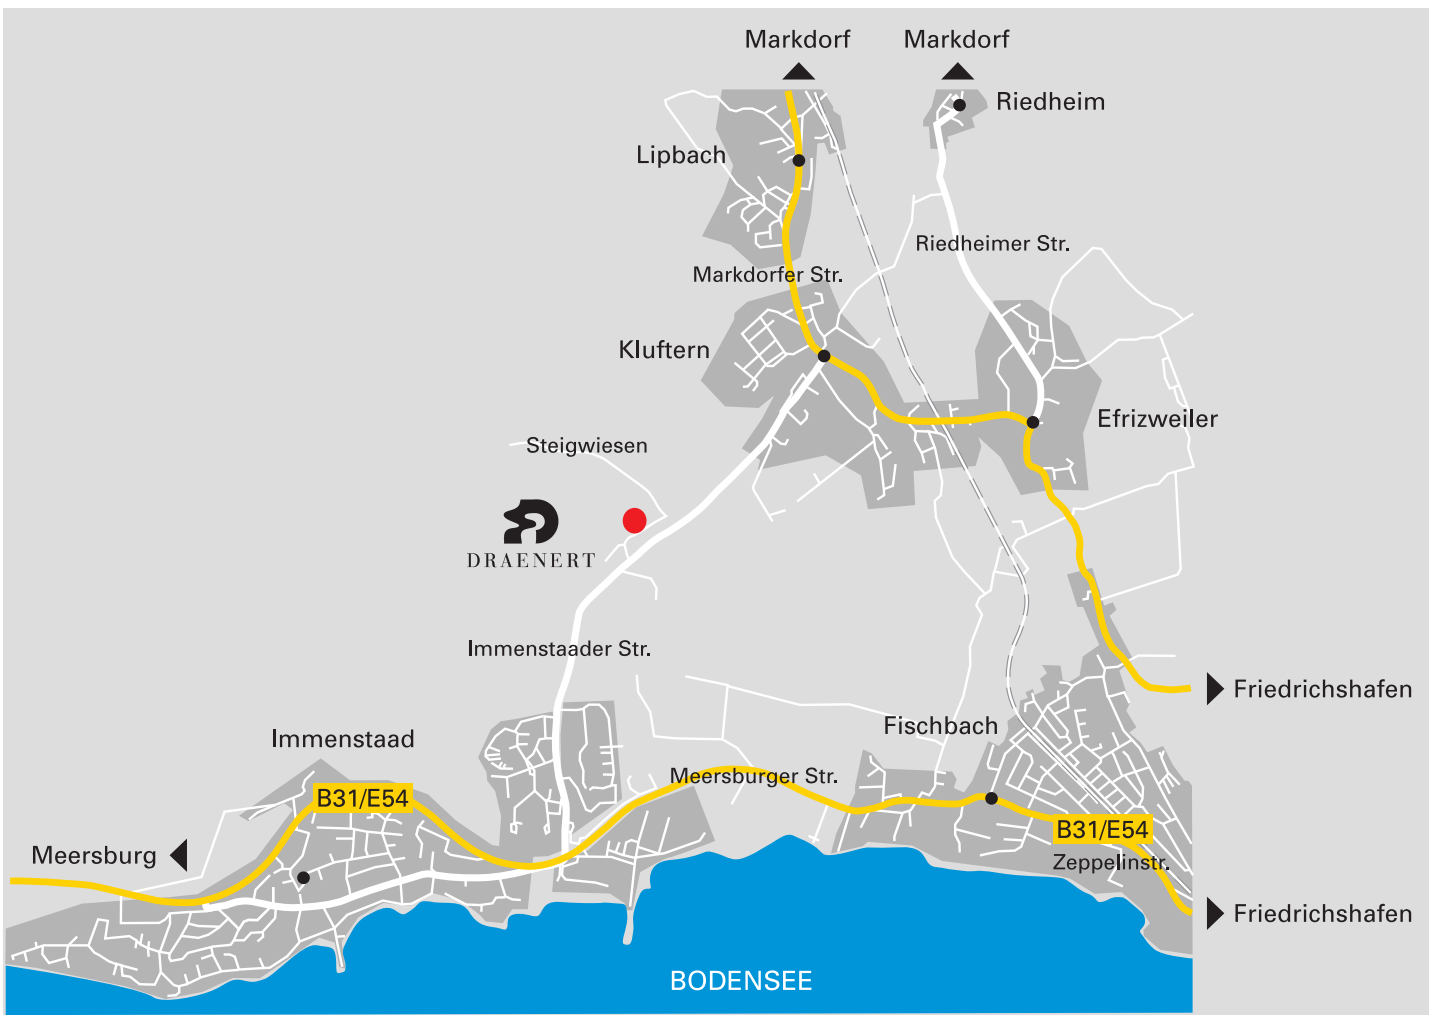 Markdorf
Markdorf
Riedheim
Lipbach
Riedheimer Str.
Markdorfer Str.
Kluftern
Efrizweiler
Steigwiesen
DRAENERT
Immenstaader Str.
Friedrichshafen
Fischbach
Immenstaad
Meersburger Str.
B31/E54
B31/E54
Meersburg
Zeppelinstr.
Friedrichshafen
BODENSEE